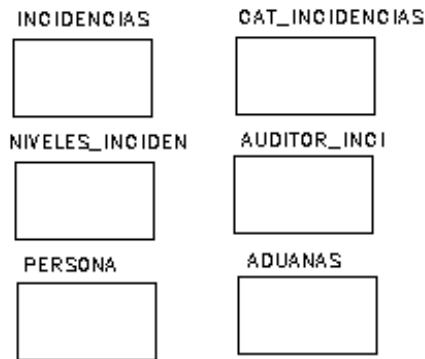 INCIDENCIAS
CAT_INCIDENCIAS
NIVELES_INCIDEN
AUDITOR_INCI
PERSONA
ADUANAS